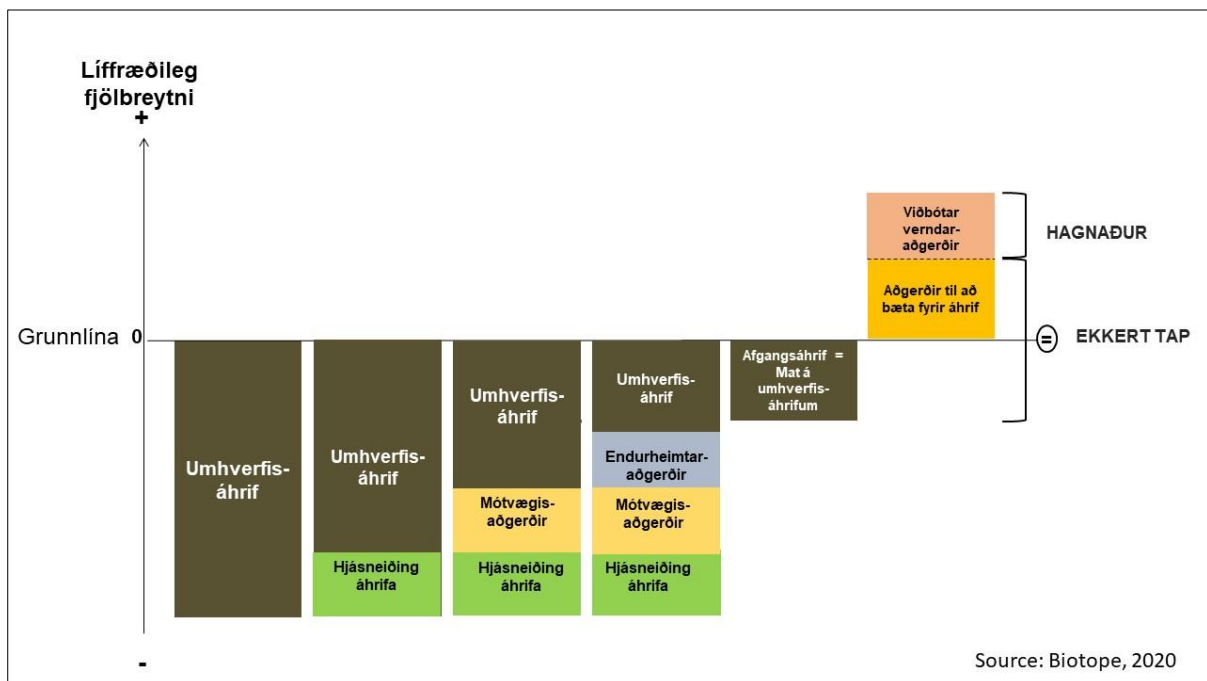 Líffræðileg
fjölbreytni
+
Grunnlína 0
-
Umhverfis-
áhrif
Umhverfis-
áhrif
Hjásneiðing
áhrifa
Umhverfis-
áhrif
Mótvægis-
aðgerðir
Hjásneiðing
áhrifa
Umhverfis-
áhrif
Endurheimtar-
aðgerðir
Mótvægis-
aðgerðir
Hjásneiðing
áhrifa
Afgangsáhrif =
Mat á
umhverfis-
áhrifum
Viðbótar
verndar-
aðgerðir
Aðgerðir til að
bæta fyrir áhrif
HAGNAÐUR
= EKKERT TAP
Source: Biotope, 2020